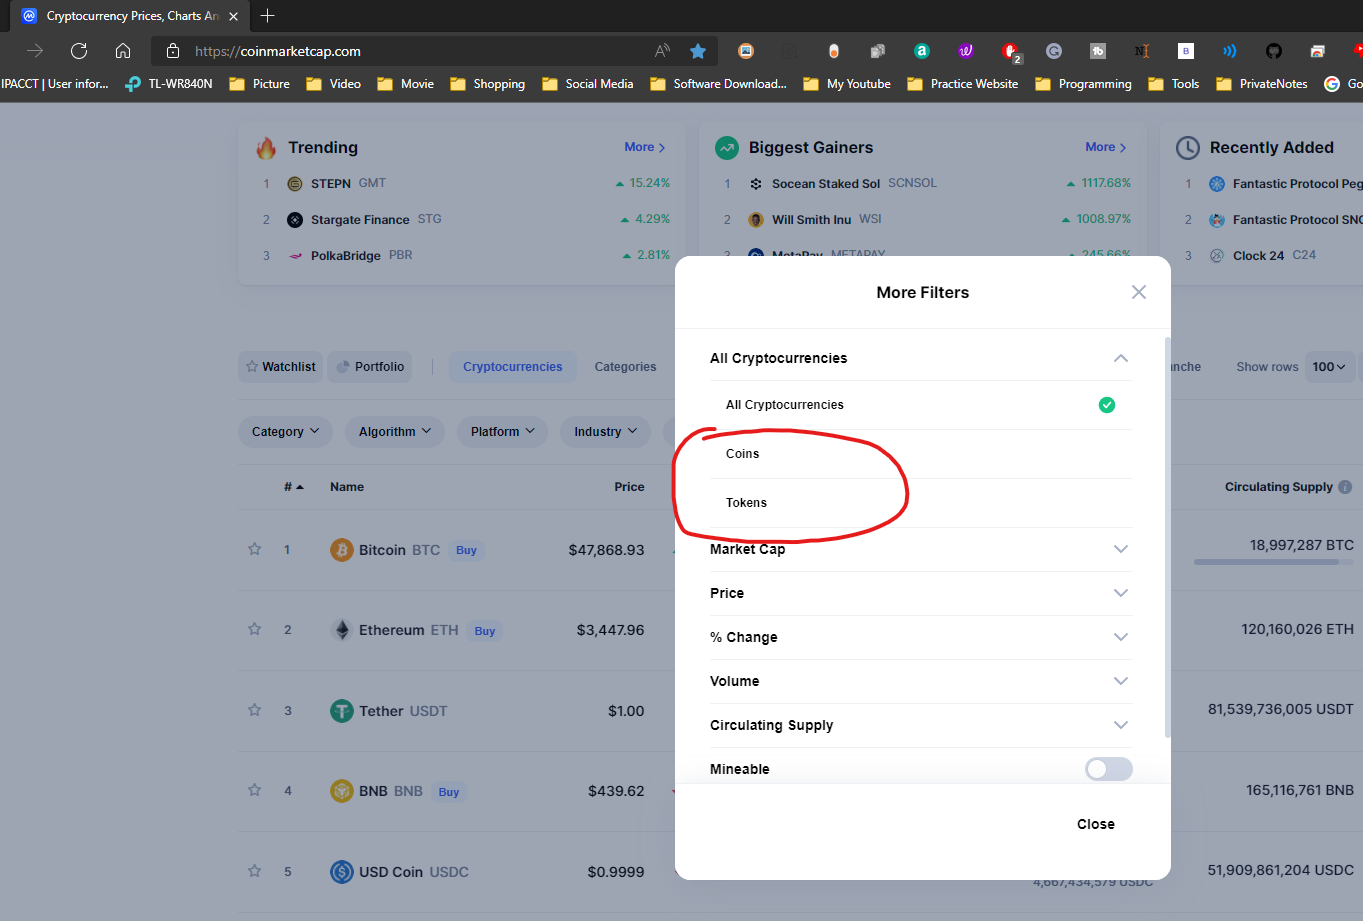 Cryptocurrency Prices, Charts An
https://coinmarketcap.com
2
IPACCT | User infor... TL-WR840N Picture Video Movie Shopping Social Media Software Download... My Youtube Practice Website Programming Tools PrivateNotes Go
Trending More
1 STEPN GMT 15.24%
2 Stargate Finance STG 4.29%
3 PolkaBridge PBR 2.81%
Biggest Gainers More
1 Socean Staked Sol SCNSOL 1117.68%
2 Will Smith Inu WSI 1008.97%
3 MetaPay METAPAY 245.66%
Recently Added
1 Fantastic Protocol Peg
2 Fantastic Protocol SNO
3 Clock 24 C24
Watchlist Portfolio Cryptocurrencies Categories nche Show rows 100
Category Algorithm Platform Industry
# Name Price Circulating Supply
1 Bitcoin BTC Buy $47,868.93 18,997,287 BTC
2 Ethereum ETH Buy $3,447.96 120,160,026 ETH
3 Tether USDT $1.00 81,539,736,005 USDT
4 BNB BNB Buy $439.62 165,116,761 BNB
5 USD Coin USDC $0.9999 51,909,861,204 USDC
4,667,434,579 USDC
More Filters
All Cryptocurrencies
All Cryptocurrencies
Coins
Tokens
Market Cap
Price
% Change
Volume
Circulating Supply
Mineable
Close